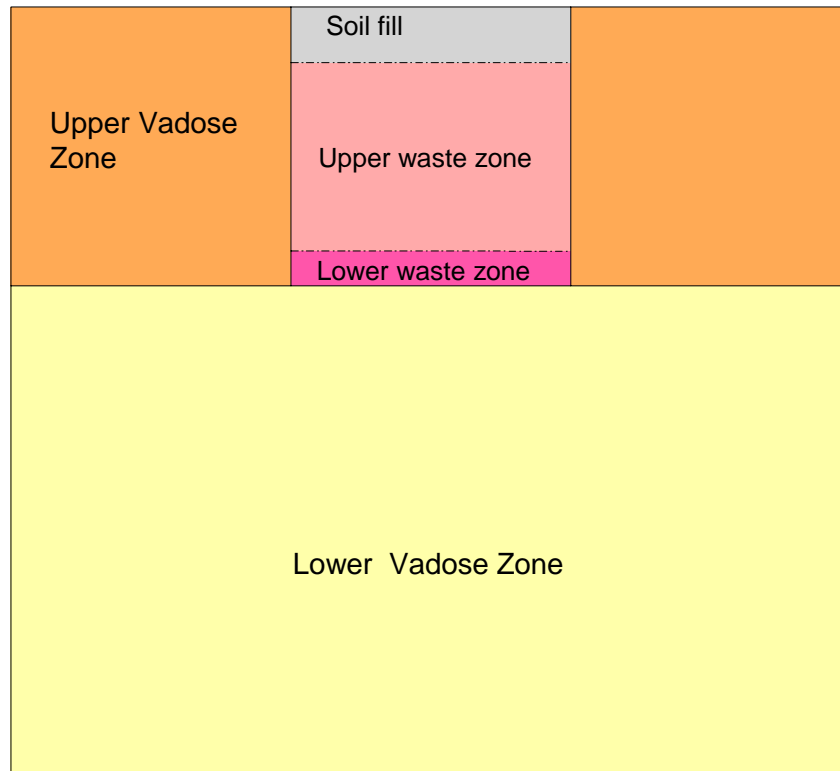 Soil fill
Upper Vadose
Zone
Upper waste zone
Lower waste zone
Lower Vadose Zone